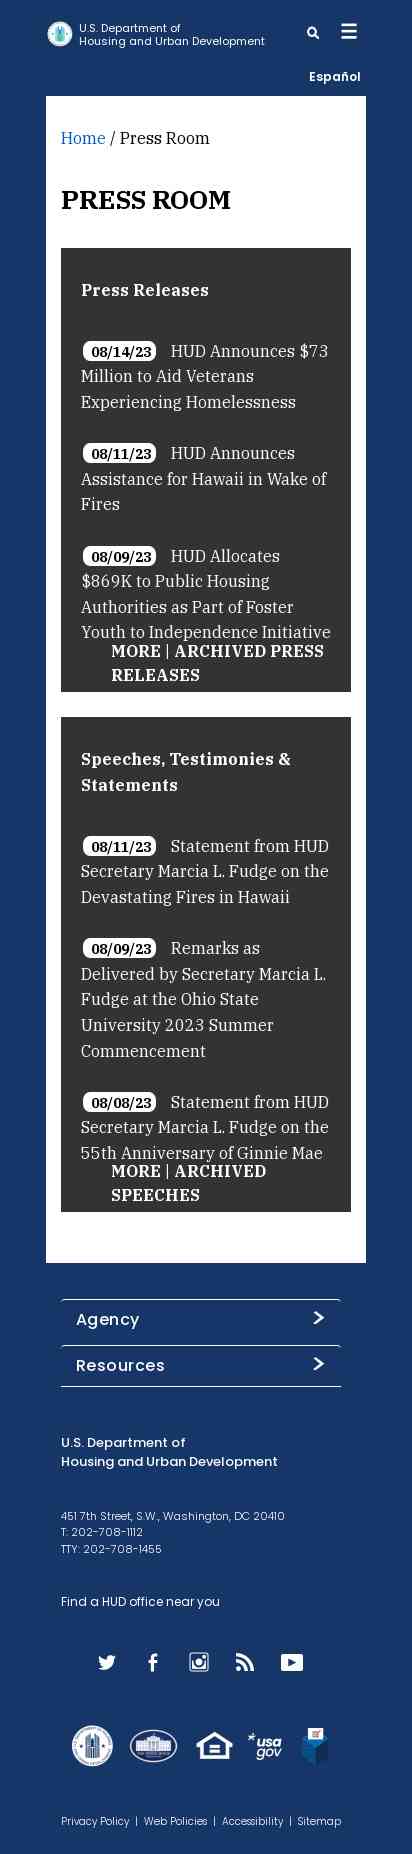 U.S. Department of
Housing and Urban Development
Español
Home / Press Room
PRESS ROOM
Press Releases
08/14/23 HUD Announces $73
Million to Aid Veterans
Experiencing Homelessness
08/11/23 HUD Announces
Assistance for Hawaii in Wake of
Fires
08/09/23 HUD Allocates
$869K to Public Housing
Authorities as Part of Foster
Youth to Independence Initiative
MORE | ARCHIVED PRESS
RELEASES
Speeches, Testimonies &
Statements
08/11/23 Statement from HUD
Secretary Marcia L. Fudge on the
Devastating Fires in Hawaii
08/09/23 Remarks as
Delivered by Secretary Marcia L.
Fudge at the Ohio State
University 2023 Summer
Commencement
08/08/23 Statement from HUD
Secretary Marcia L. Fudge on the
55th Anniversary of Ginnie Mae
MORE | ARCHIVED
SPEECHES
Agency
Resources
U.S. Department of
Housing and Urban Development
451 7th Street, S.W., Washington, DC 20410
T: 202-708-1112
TTY: 202-708-1455
Find a HUD office near you
usa
gov
Privacy Policy | Web Policies | Accessibility | Sitemap